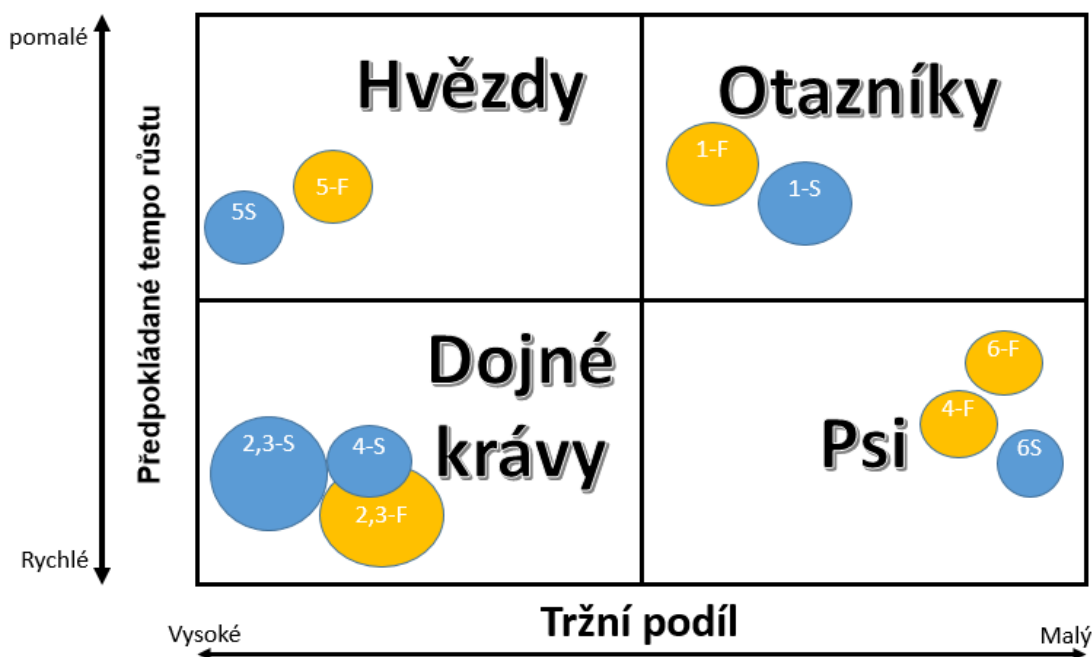 pomalé
Předpokládané tempo růstu
Rychlé
Hvězdy
5S
5-F
Otazníky
1-F
1-S
Dojné
krávy
2,3-S
4-S
2,3-F
Psi
6-F
4-F
6S
Tržní podíl
Vysoké
Malý